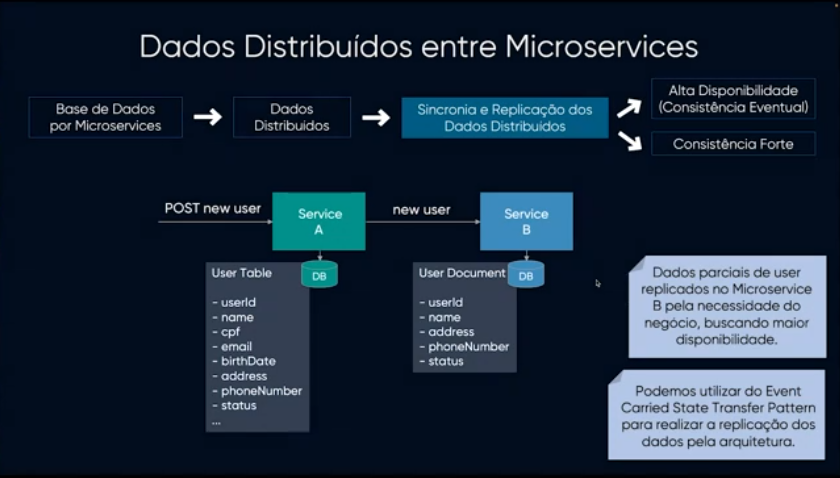 Dados Distribuídos entre Microservices
Base de Dados
por Microservices
Dados
Distribuídos
Sincronia e Replicação dos
Dados Distribuídos
Alta Disponibilidade
(Consistência Eventual)
Consistência Forte
POST new user
Service
A
new user
Service
B
User Table
DB
- userId
- name
- cpf
- email
- birthDate
- address
- phoneNumber
- status
...
User Document
DB
- userId
- name
- address
- phoneNumber
- status
Dados parciais de user
replicados no Microservice
B pela necessidade do
negócio, buscando maior
disponibilidade.
Podemos utilizar do Event
Carried State Transfer Pattern
para realizar a replicação dos
dados pela arquitetura.